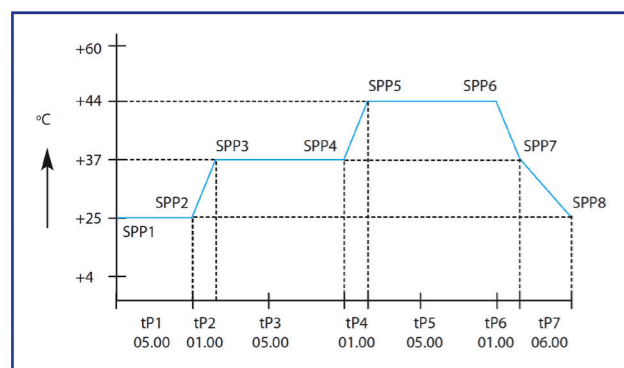 +60
SPP5 SPP6
+44
°C
SPP3 SPP4 SPP7
+37
SPP2 SPP8
+25
SPP1
+4
tP1 tP2 tP3 tP4 tP5 tP6 tP7
05.00 01.00 05.00 01.00 05.00 01.00 06.00